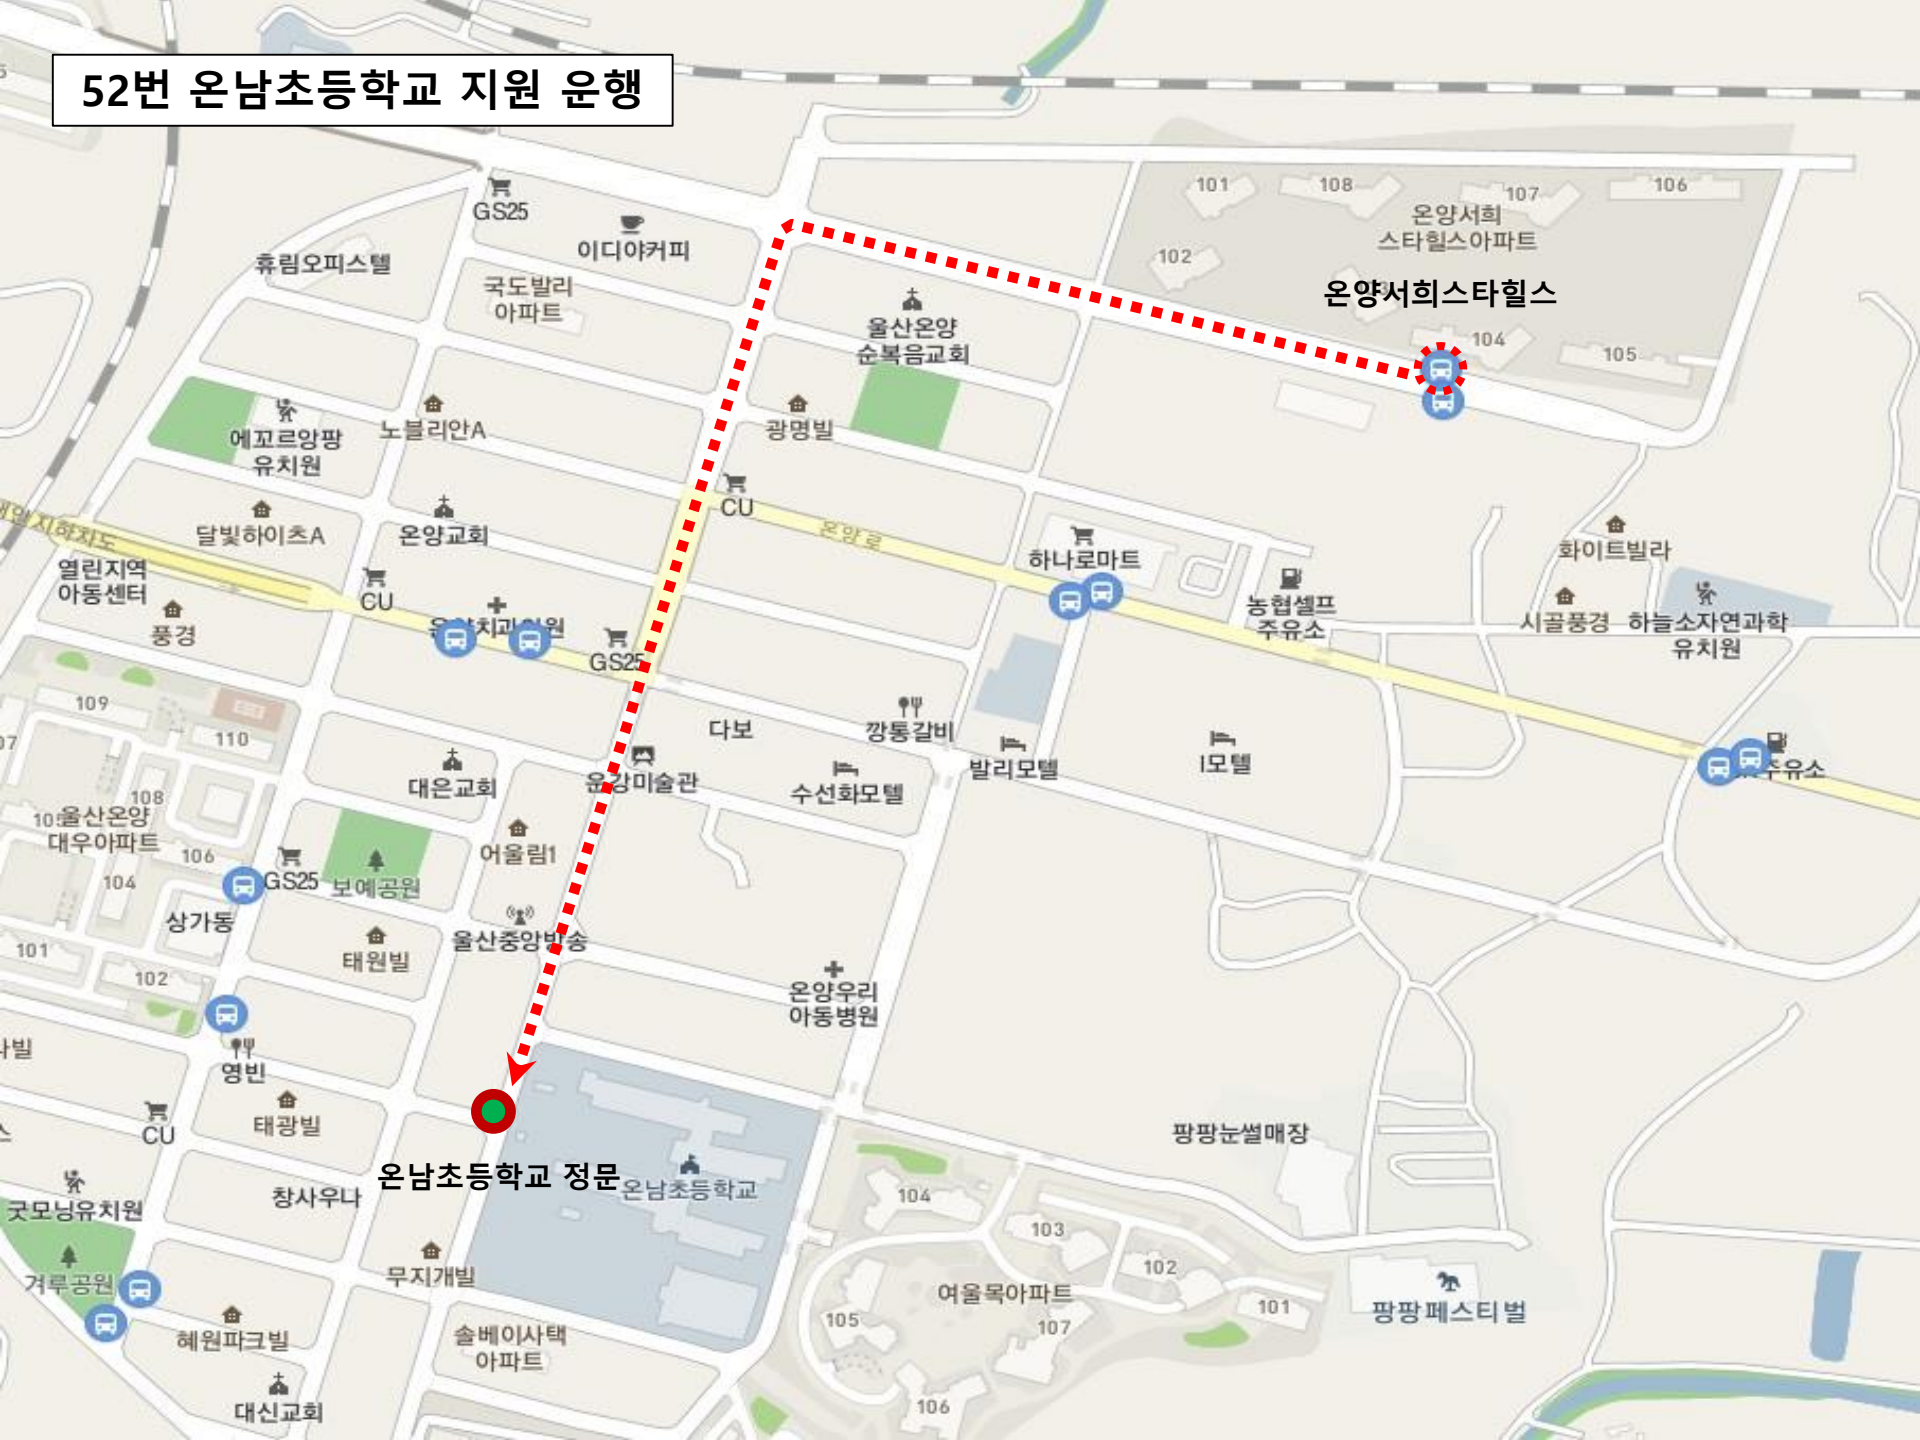 52번 온남초등학교 지원 운행
GS25
이디야커피
휴림오피스텔
국도발리
아파트
울산온양
순복음교회
101
108
107
106
온양서희
스타힐스아파트
102
온양서희스타힐스
104
105
에꼬르앙팡
유치원
노블리안A
광명빌
CU
달빛하이츠A
온양교회
온양로
하나로마트
지하차도
열린지역
아동센터
CU
풍경
GS25
농협셀프
주유소
화이트빌라
시골풍경
하늘소자연과학
유치원
109
110
다보
깡통갈비
대은교회
운강미술관
수선화모텔
발리모텔
I모텔
주유소
108
울산온양
대우아파트
106
104
어울림1
GS25
보예공원
상가동
울산중앙방송
101
102
태원빌
온양우리
아동병원
영빈
CU
태광빌
팡팡눈썰매장
온남초등학교 정문
온남초등학교
굿모닝유치원
창사우나
104
103
102
101
겨루공원
무지개빌
여울목아파트
팡팡페스티벌
혜원파크빌
솔베이사택
아파트
105
107
106
대신교회